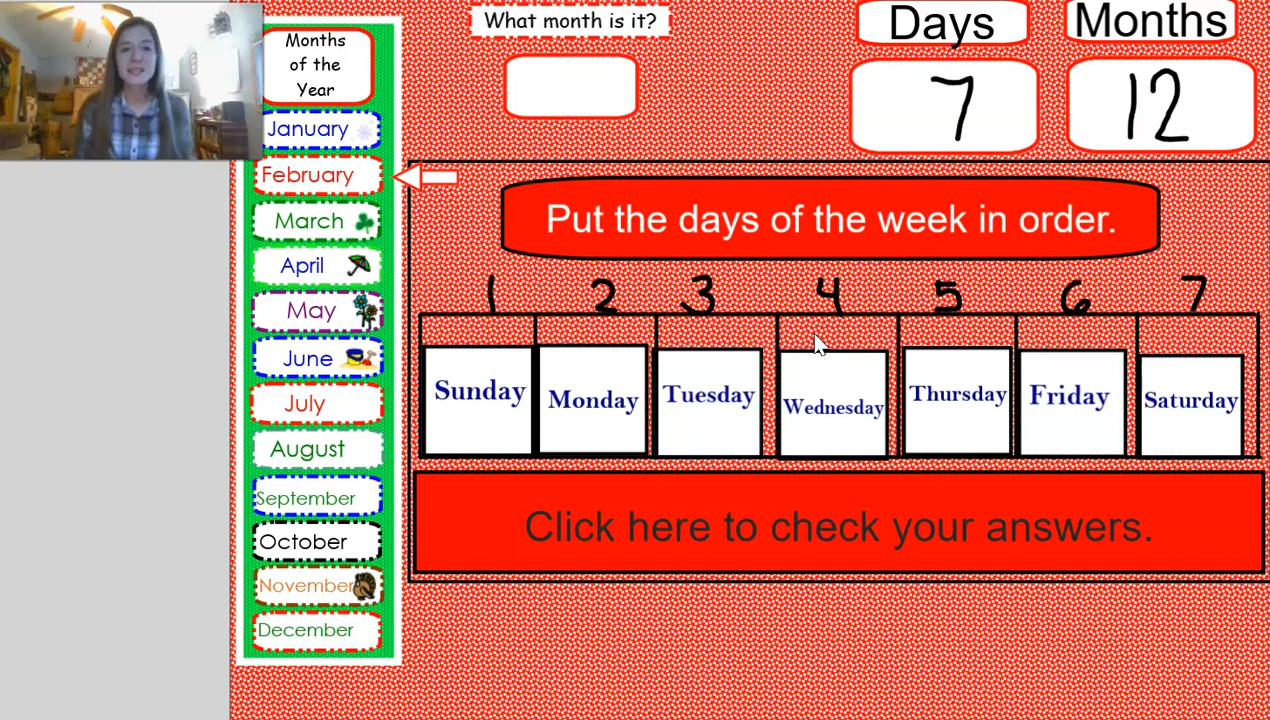 What month is it?
Days
Months
7
12
Months
of the
Year
January
February
March
April
May
June
July
August
September
October
November
December
Put the days of the week in order.
1 2 3 4 5 6 7
Sunday Monday Tuesday Wednesday Thursday Friday Saturday
Click here to check your answers.